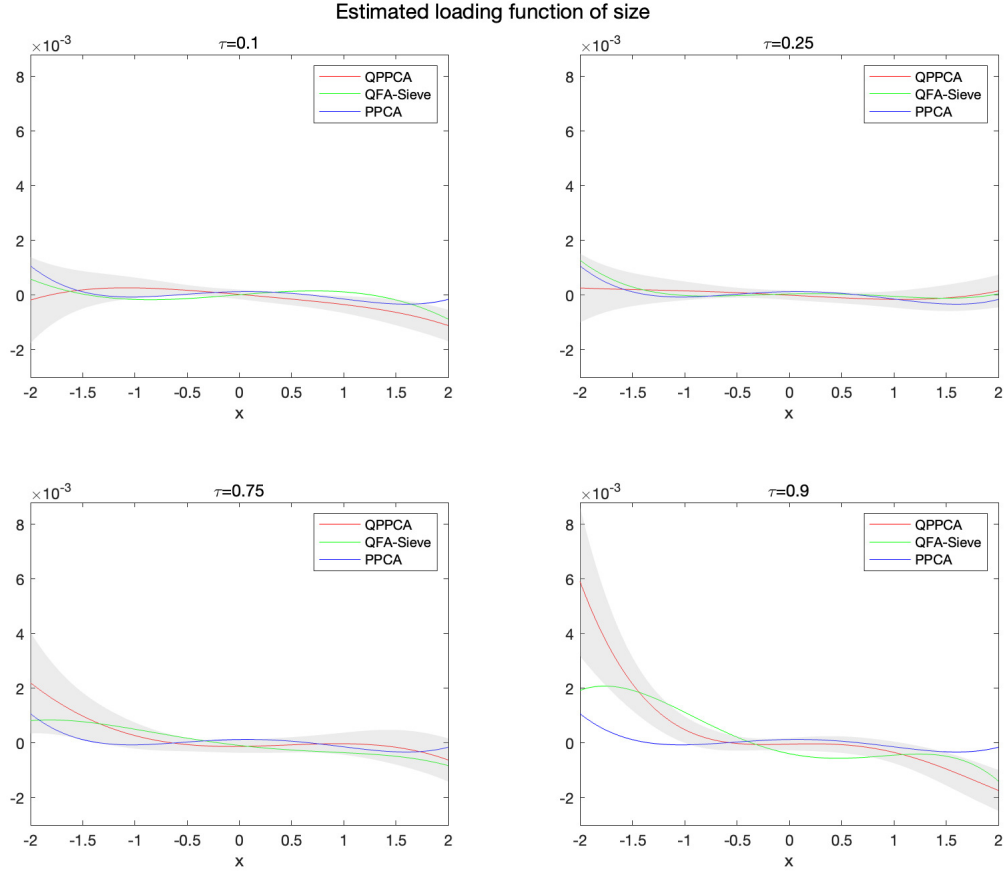 Estimated loading function of size
×10⁻³
τ=0.1
8
6
4
2
0
-2
-2 -1.5 -1 -0.5 0 0.5 1 1.5 2
x
QPPCA
QFA-Sieve
PPCA
×10⁻³
τ=0.25
8
6
4
2
0
-2
-2 -1.5 -1 -0.5 0 0.5 1 1.5 2
x
QPPCA
QFA-Sieve
PPCA
×10⁻³
τ=0.75
8
6
4
2
0
-2
-2 -1.5 -1 -0.5 0 0.5 1 1.5 2
x
QPPCA
QFA-Sieve
PPCA
×10⁻³
τ=0.9
8
6
4
2
0
-2
-2 -1.5 -1 -0.5 0 0.5 1 1.5 2
x
QPPCA
QFA-Sieve
PPCA